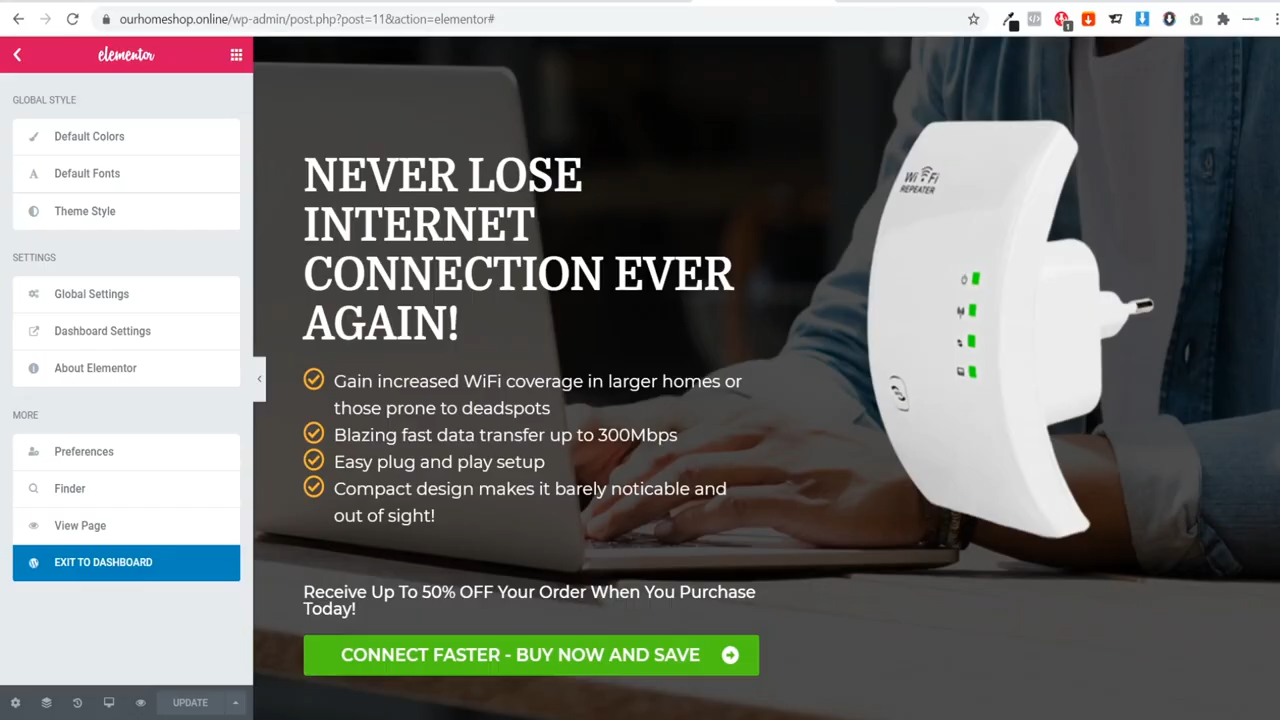 ourhomeshop.online/wp-admin/post.php?post=11&action=elementor#
1
elementor
GLOBAL STYLE
Default Colors
Default Fonts
Theme Style
SETTINGS
Global Settings
Dashboard Settings
About Elementor
MORE
Preferences
Finder
View Page
EXIT TO DASHBOARD
UPDATE
NEVER LOSE
INTERNET
CONNECTION EVER
AGAIN!
Gain increased WiFi coverage in larger homes or
those prone to deadspots
Blazing fast data transfer up to 300Mbps
Easy plug and play setup
Compact design makes it barely noticable and
out of sight!
Receive Up To 50% OFF Your Order When You Purchase
Today!
CONNECT FASTER - BUY NOW AND SAVE
WiFi
REPEATER